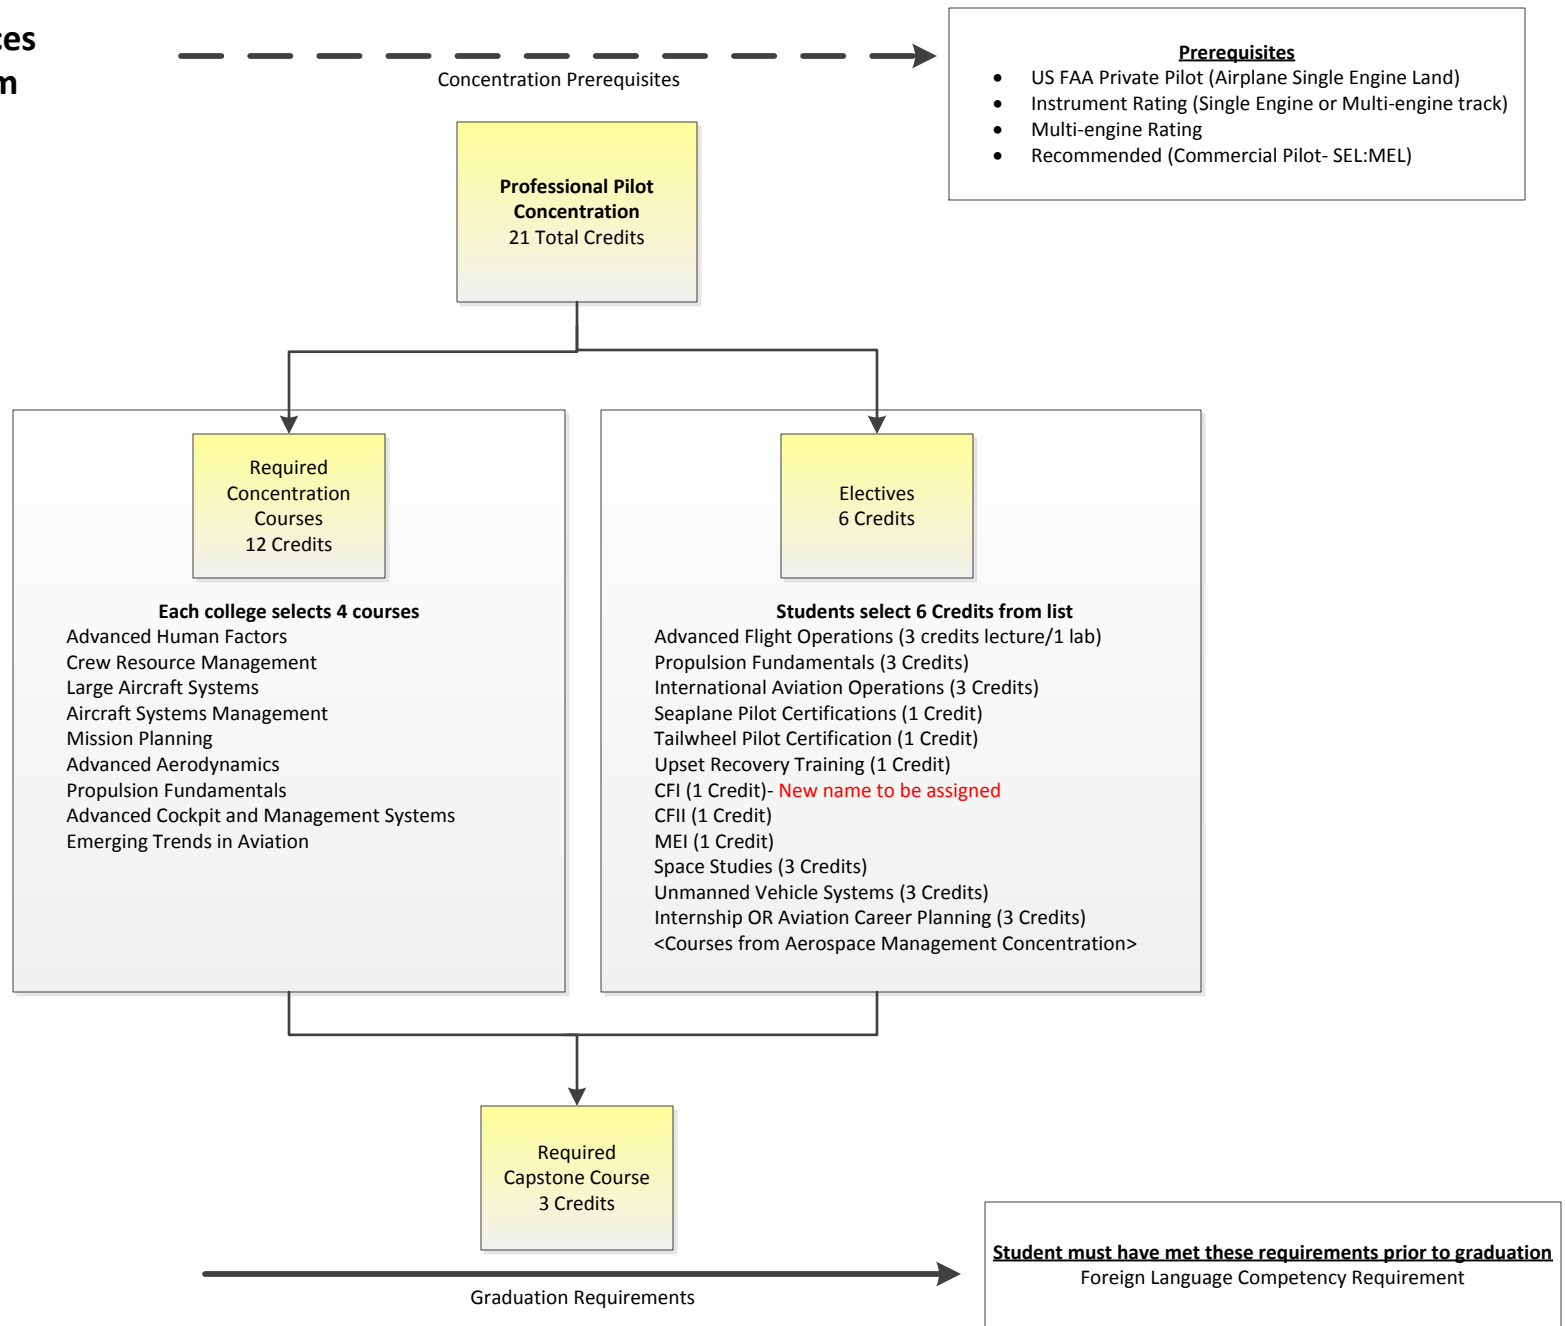 Concentration Prerequisites
Prerequisites
• US FAA Private Pilot (Airplane Single Engine Land)
• Instrument Rating (Single Engine or Multi-engine track)
• Multi-engine Rating
• Recommended (Commercial Pilot- SEL:MEL)
Professional Pilot
Concentration
21 Total Credits
Required
Concentration
Courses
12 Credits
Each college selects 4 courses
Advanced Human Factors
Crew Resource Management
Large Aircraft Systems
Aircraft Systems Management
Mission Planning
Advanced Aerodynamics
Propulsion Fundamentals
Advanced Cockpit and Management Systems
Emerging Trends in Aviation
Electives
6 Credits
Students select 6 Credits from list
Advanced Flight Operations (3 credits lecture/1 lab)
Propulsion Fundamentals (3 Credits)
International Aviation Operations (3 Credits)
Seaplane Pilot Certifications (1 Credit)
Tailwheel Pilot Certification (1 Credit)
Upset Recovery Training (1 Credit)
CFI (1 Credit)- New name to be assigned
CFII (1 Credit)
MEI (1 Credit)
Space Studies (3 Credits)
Unmanned Vehicle Systems (3 Credits)
Internship OR Aviation Career Planning (3 Credits)
<Courses from Aerospace Management Concentration>
Required
Capstone Course
3 Credits
Graduation Requirements
Student must have met these requirements prior to graduation
Foreign Language Competency Requirement